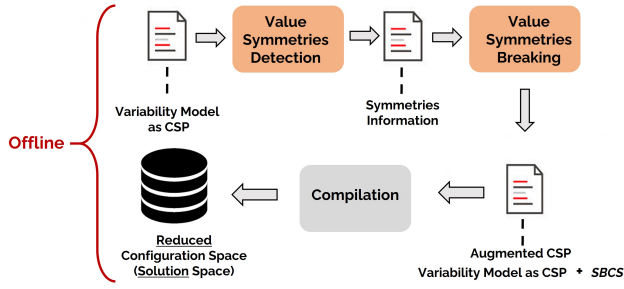 Value
Symmetries
Detection
Value
Symmetries
Breaking
Variability Model
as CSP
Symmetries
Information
Offline
Compilation
Reduced
Configuration Space
(Solution Space)
Augmented CSP
Variability Model as CSP + SBCS